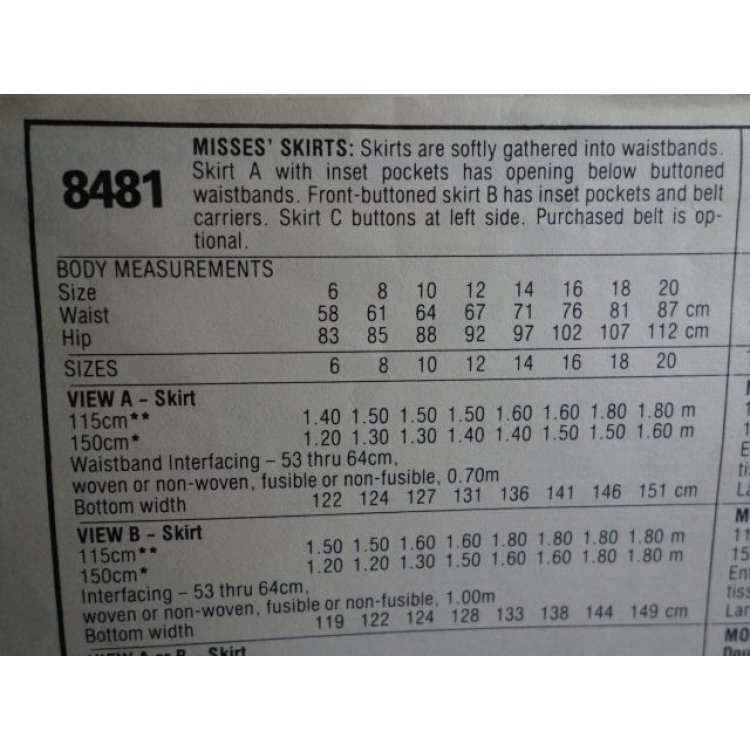 8481
MISSES' SKIRTS: Skirts are softly gathered into waistbands.
Skirt A with inset pockets has opening below buttoned
waistbands. Front-buttoned skirt B has inset pockets and belt
carriers. Skirt C buttons at left side. Purchased belt is op-
tional.
BODY MEASUREMENTS
Size 6 8 10 12 14 16 18 20
Waist 58 61 64 67 71 76 81 87 cm
Hip 83 85 88 92 97 102 107 112 cm
SIZES 6 8 10 12 14 16 18 20
VIEW A – Skirt
115cm** 1.40 1.50 1.50 1.50 1.60 1.60 1.80 1.80 m
150cm* 1.20 1.30 1.30 1.40 1.40 1.50 1.50 1.60 m
Waistband Interfacing – 53 thru 64cm,
woven or non-woven, fusible or non-fusible, 0.70m
Bottom width 122 124 127 131 136 141 146 151 cm
VIEW B – Skirt
115cm** 1.50 1.50 1.60 1.60 1.80 1.80 1.80 1.80 m
150cm* 1.20 1.20 1.30 1.50 1.60 1.60 1.80 1.80 m
Interfacing – 53 thru 64cm,
woven or non-woven, fusible or non-fusible, 1.00m
Bottom width 119 122 124 128 133 138 144 149 cm
VIEW A or B – Skirt
M
11
15
Ent
tiss
Lar
MO
Dou